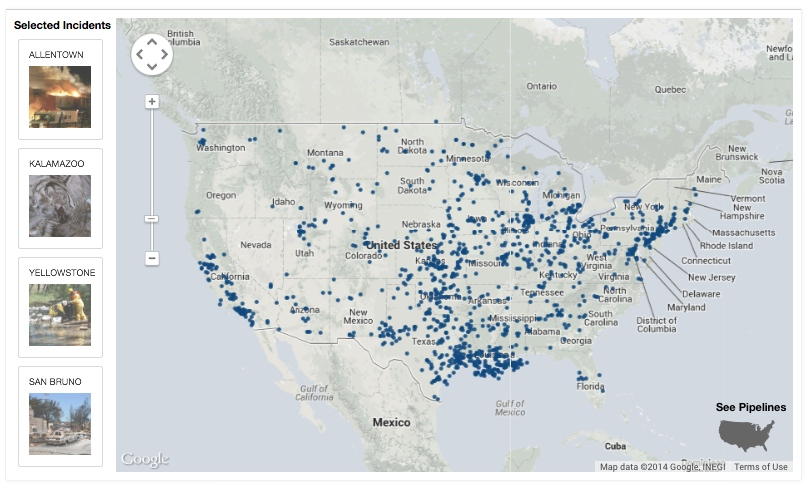 Selected Incidents
ALLENTOWN
KALAMAZOO
YELLOWSTONE
SAN BRUNO
+
−
British
Columbia
Saskatchewan
Ontario
Quebec
New
Brunswick
Nova
Scotia
Maine
Vermont
New
Hampshire
Massachusetts
Rhode Island
Connecticut
New Jersey
Delaware
Maryland
District of
Columbia
Washington
Montana
North
Dakota
Minnesota
Wisconsin
Michigan
New York
Pennsylvania
Oregon
Idaho
Wyoming
South
Dakota
Iowa
Illinois
Indiana
Ohio
West
Virginia
Virginia
Nebraska
Nevada
Utah
Colorado
United States
Kansas
Missouri
Kentucky
California
Arizona
New
Mexico
Oklahoma
Arkansas
Tennessee
North
Carolina
South
Carolina
Mississippi
Alabama
Georgia
Texas
Louisiana
Florida
Gulf of
California
Gulf of
Mexico
Mexico
Cuba
See Pipelines
Google
Map data ©2014 Google, INEGI Terms of Use